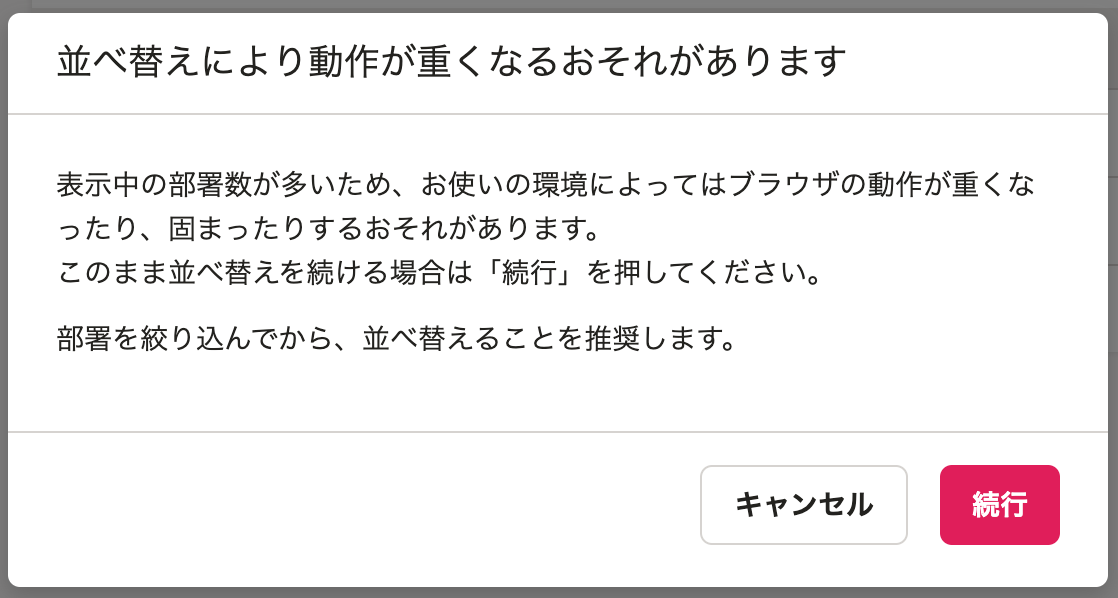 並べ替えにより動作が重くなるおそれがあります
表示中の部署数が多いため、お使いの環境によってはブラウザの動作が重くな
ったり、固まったりするおそれがあります。
このまま並べ替えを続ける場合は「続行」を押してください。
部署を絞り込んでから、並べ替えることを推奨します。
キャンセル
続行